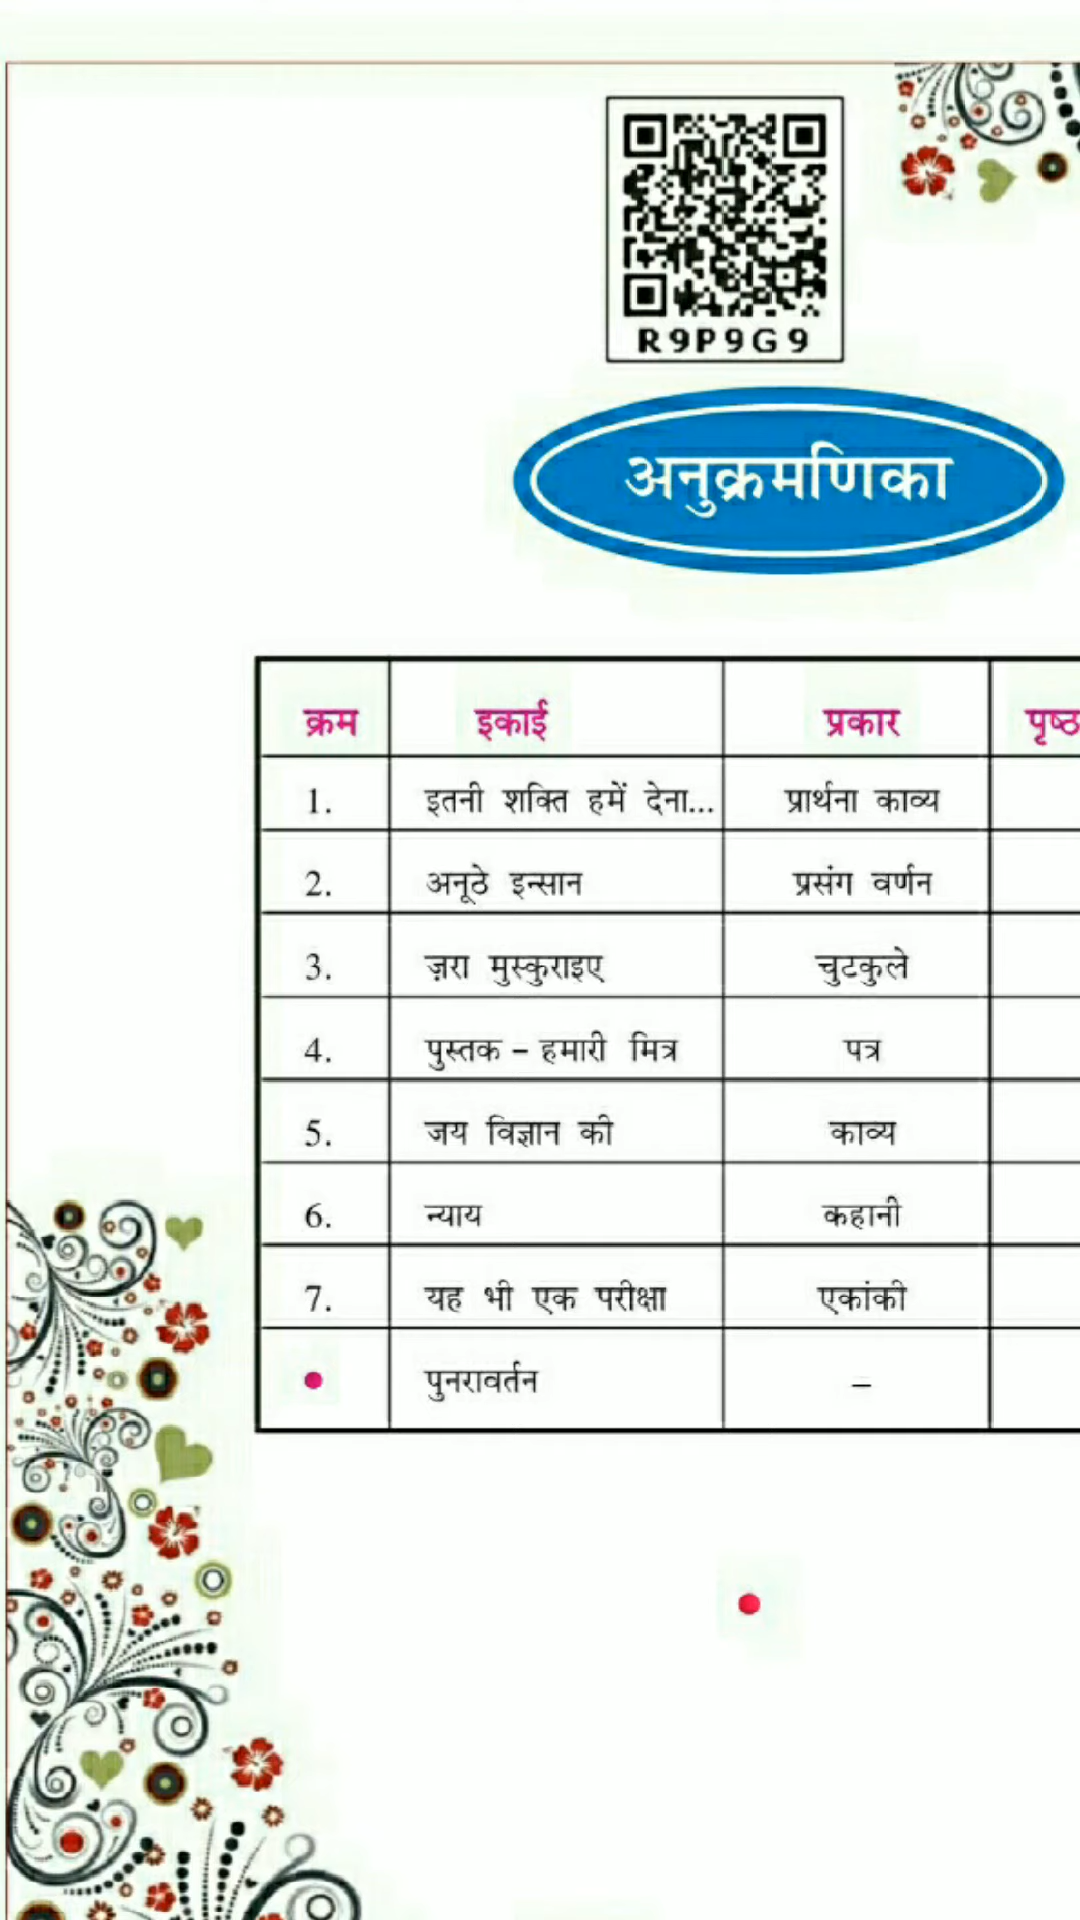 R9P9G9
अनुक्रमणिका
क्रम इकाई प्रकार पृष्ठ
1. इतनी शक्ति हमें देना... प्रार्थना काव्य
2. अनूठे इन्सान प्रसंग वर्णन
3. ज़रा मुस्कुराइए चुटकुले
4. पुस्तक – हमारी मित्र पत्र
5. जय विज्ञान की काव्य
6. न्याय कहानी
7. यह भी एक परीक्षा एकांकी
• पुनरावर्तन –